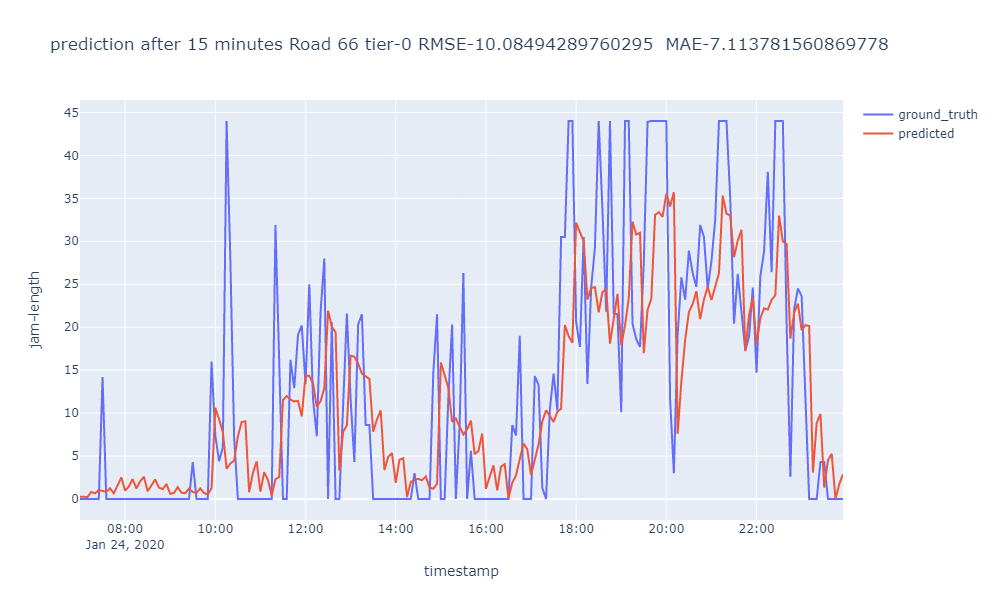 prediction after 15 minutes Road 66 tier-0 RMSE-10.08494289760295  MAE-7.113781560869778
ground_truth
predicted
45
40
35
30
25
20
15
10
5
0
jam-length
08:00 10:00 12:00 14:00 16:00 18:00 20:00 22:00
Jan 24, 2020
timestamp